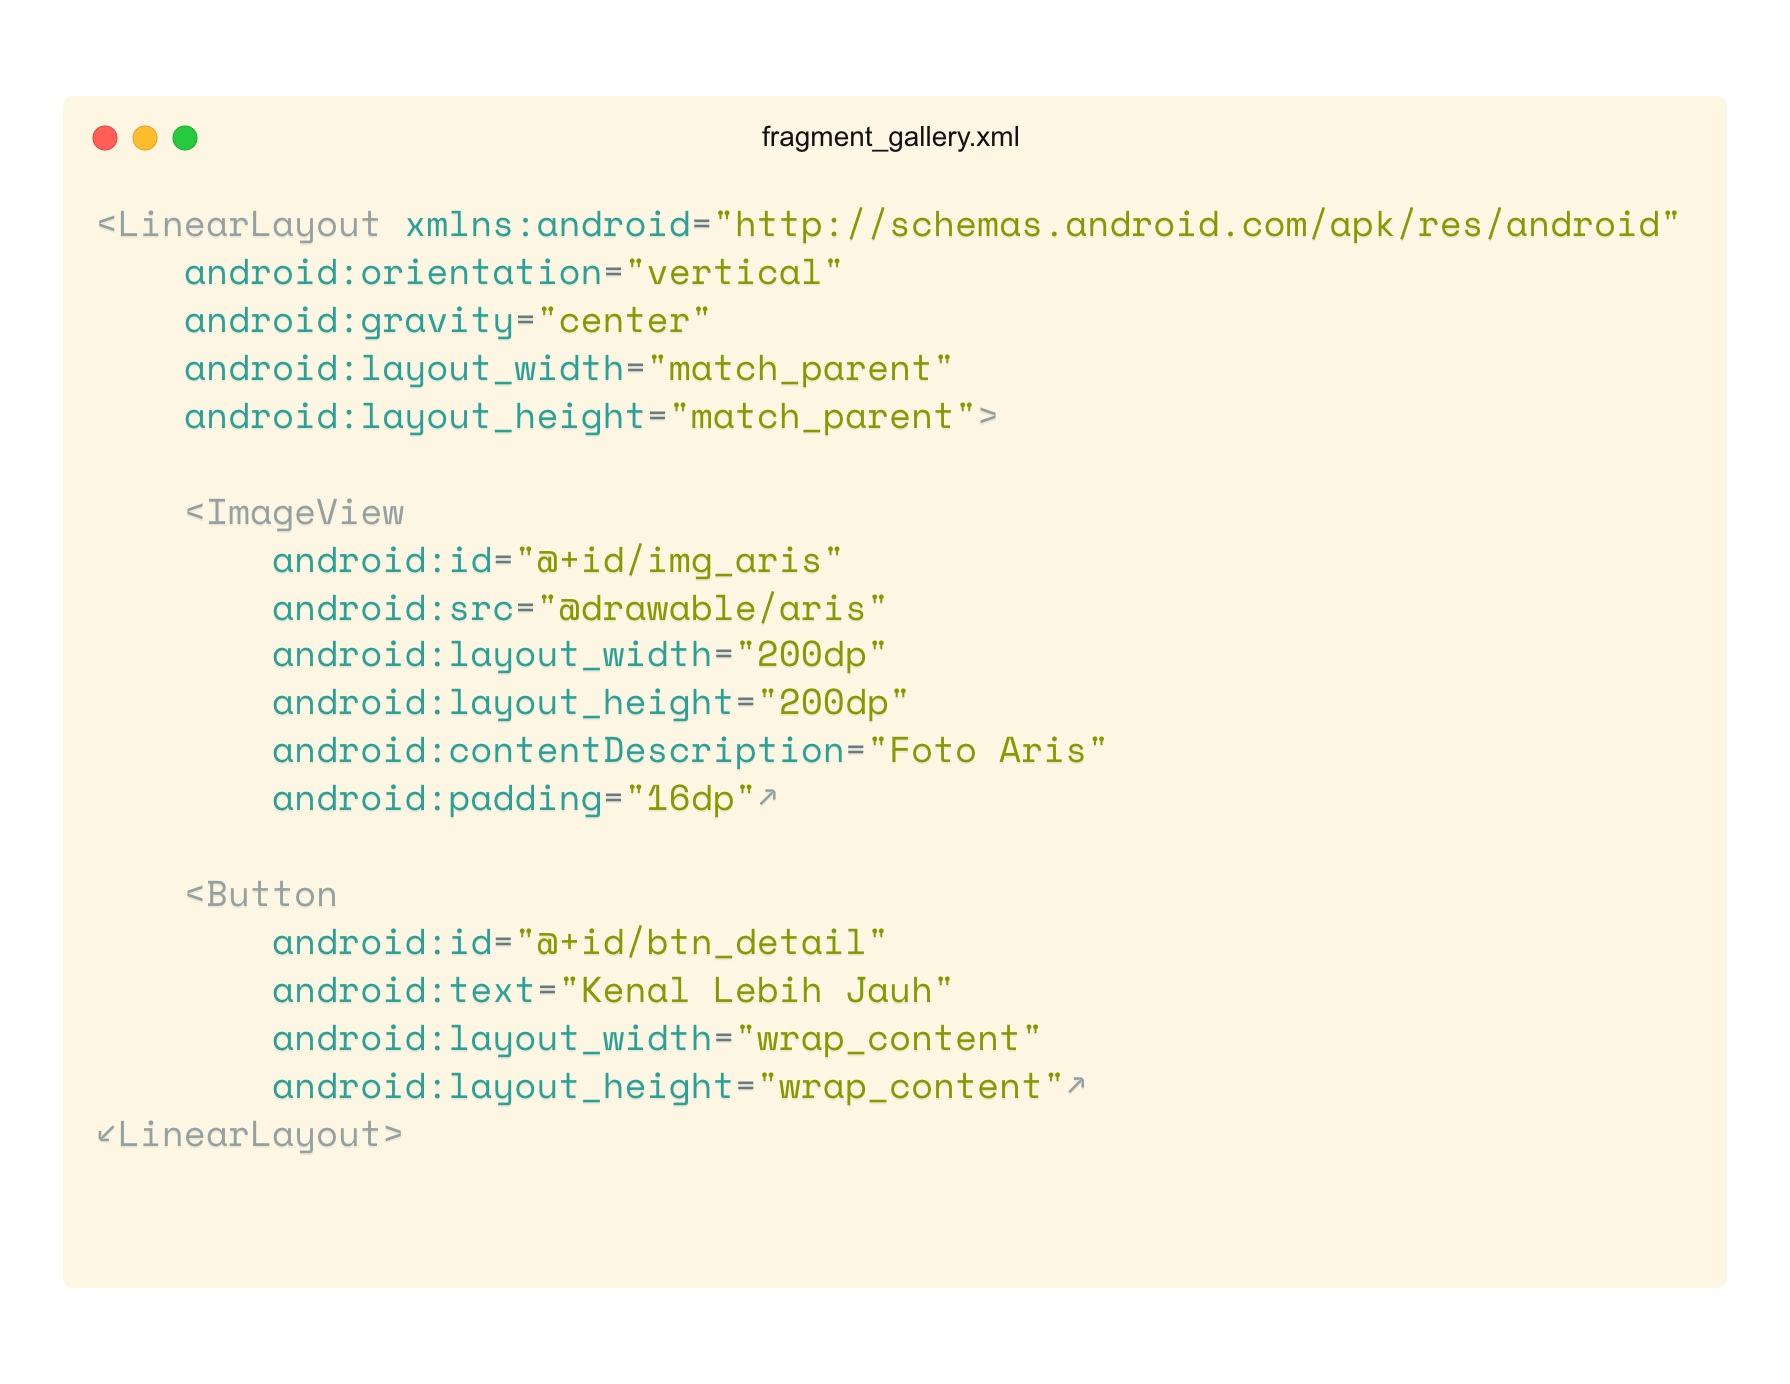 fragment_gallery.xml
<LinearLayout xmlns:android="http://schemas.android.com/apk/res/android"
    android:orientation="vertical"
    android:gravity="center"
    android:layout_width="match_parent"
    android:layout_height="match_parent">

    <ImageView
        android:id="@+id/img_aris"
        android:src="@drawable/aris"
        android:layout_width="200dp"
        android:layout_height="200dp"
        android:contentDescription="Foto Aris"
        android:padding="16dp"↗

    <Button
        android:id="@+id/btn_detail"
        android:text="Kenal Lebih Jauh"
        android:layout_width="wrap_content"
        android:layout_height="wrap_content"↗
↙LinearLayout>